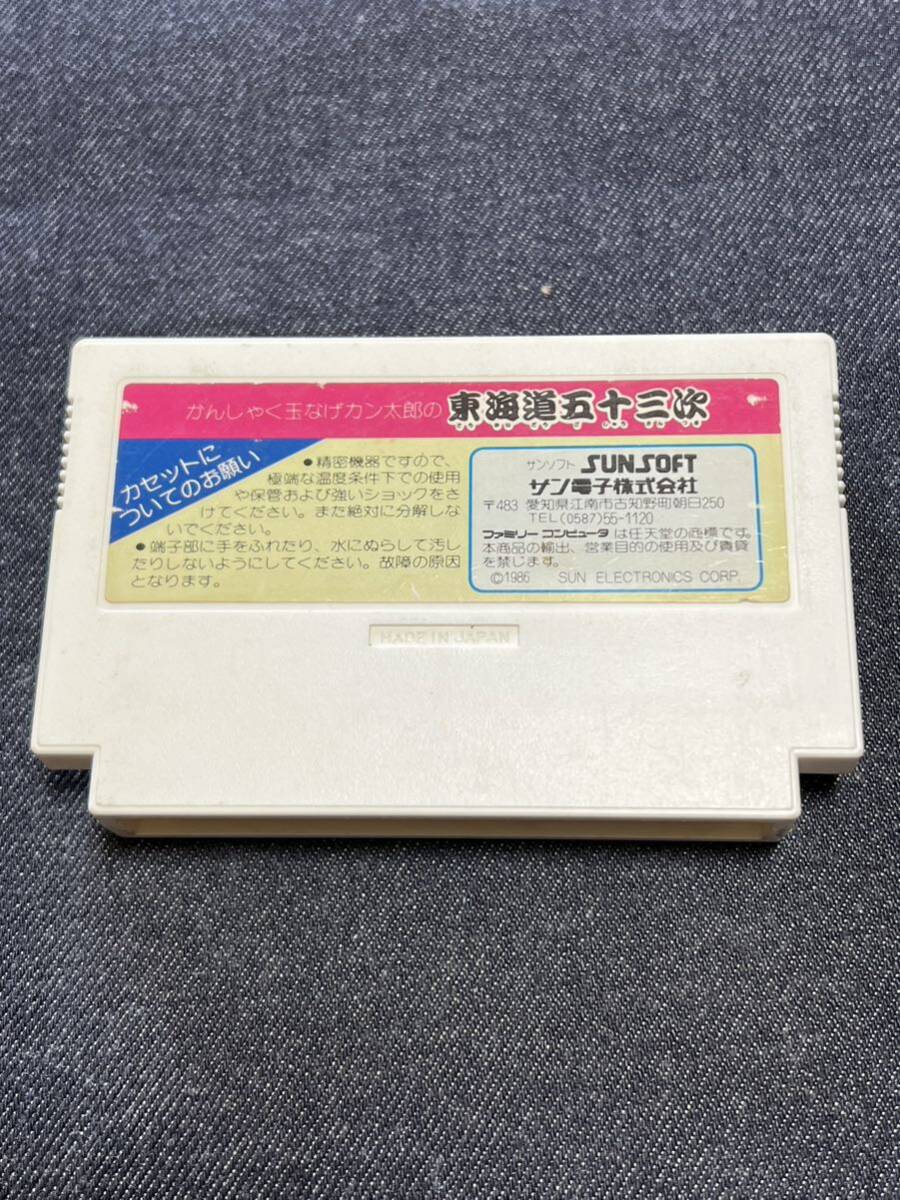 かんしゃく玉なげカン太郎の 東海道五十三次
カセットに
ついてのお願い
●精密機器ですので、
極端な温度条件下での使用
や保管および強いショックをさ
けてください。また絶対に分解しな
いでください。
●端子部に手をふれたり、水にぬらして汚し
たりしないようにしてください。故障の原因
となります。
サンソフト SUNSOFT
サン電子株式会社
〒483 愛知県江南市古知野町朝日250
TEL(0587)55-1120
ファミリー コンピュータ は任天堂の商標です。
本商品の輸出、営業目的の使用及び賃貸
を禁じます。
©1986 SUN ELECTRONICS CORP.
MADE IN JAPAN